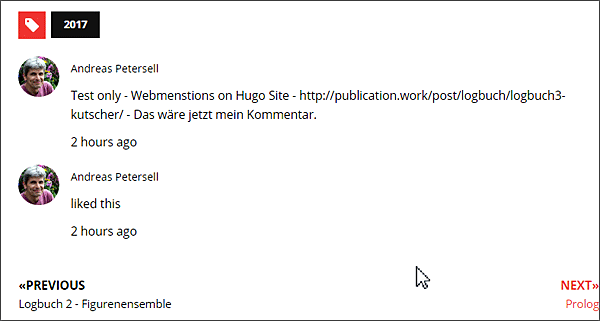 2017
Andreas Petersell
Test only - Webmenstions on Hugo Site - http://publication.work/post/logbuch/logbuch3-
kutscher/ - Das wäre jetzt mein Kommentar.
2 hours ago
Andreas Petersell
liked this
2 hours ago
«PREVIOUS
NEXT»
Logbuch 2 - Figurenensemble
Prolog